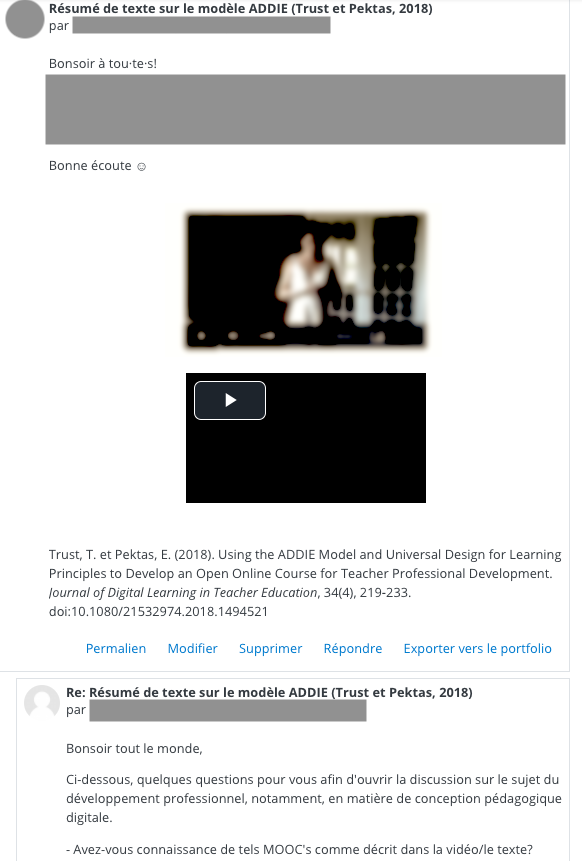 Résumé de texte sur le modèle ADDIE (Trust et Pektas, 2018)
par
Bonsoir à tou·te·s!
Bonne écoute ☺
Trust, T. et Pektas, E. (2018). Using the ADDIE Model and Universal Design for Learning
Principles to Develop an Open Online Course for Teacher Professional Development.
Journal of Digital Learning in Teacher Education, 34(4), 219-233.
doi:10.1080/21532974.2018.1494521
Permalien Modifier Supprimer Répondre Exporter vers le portfolio
Re: Résumé de texte sur le modèle ADDIE (Trust et Pektas, 2018)
par
Bonsoir tout le monde,
Ci-dessous, quelques questions pour vous afin d'ouvrir la discussion sur le sujet du
développement professionnel, notamment, en matière de conception pédagogique
digitale.
- Avez-vous connaissance de tels MOOC's comme décrit dans la vidéo/le texte?